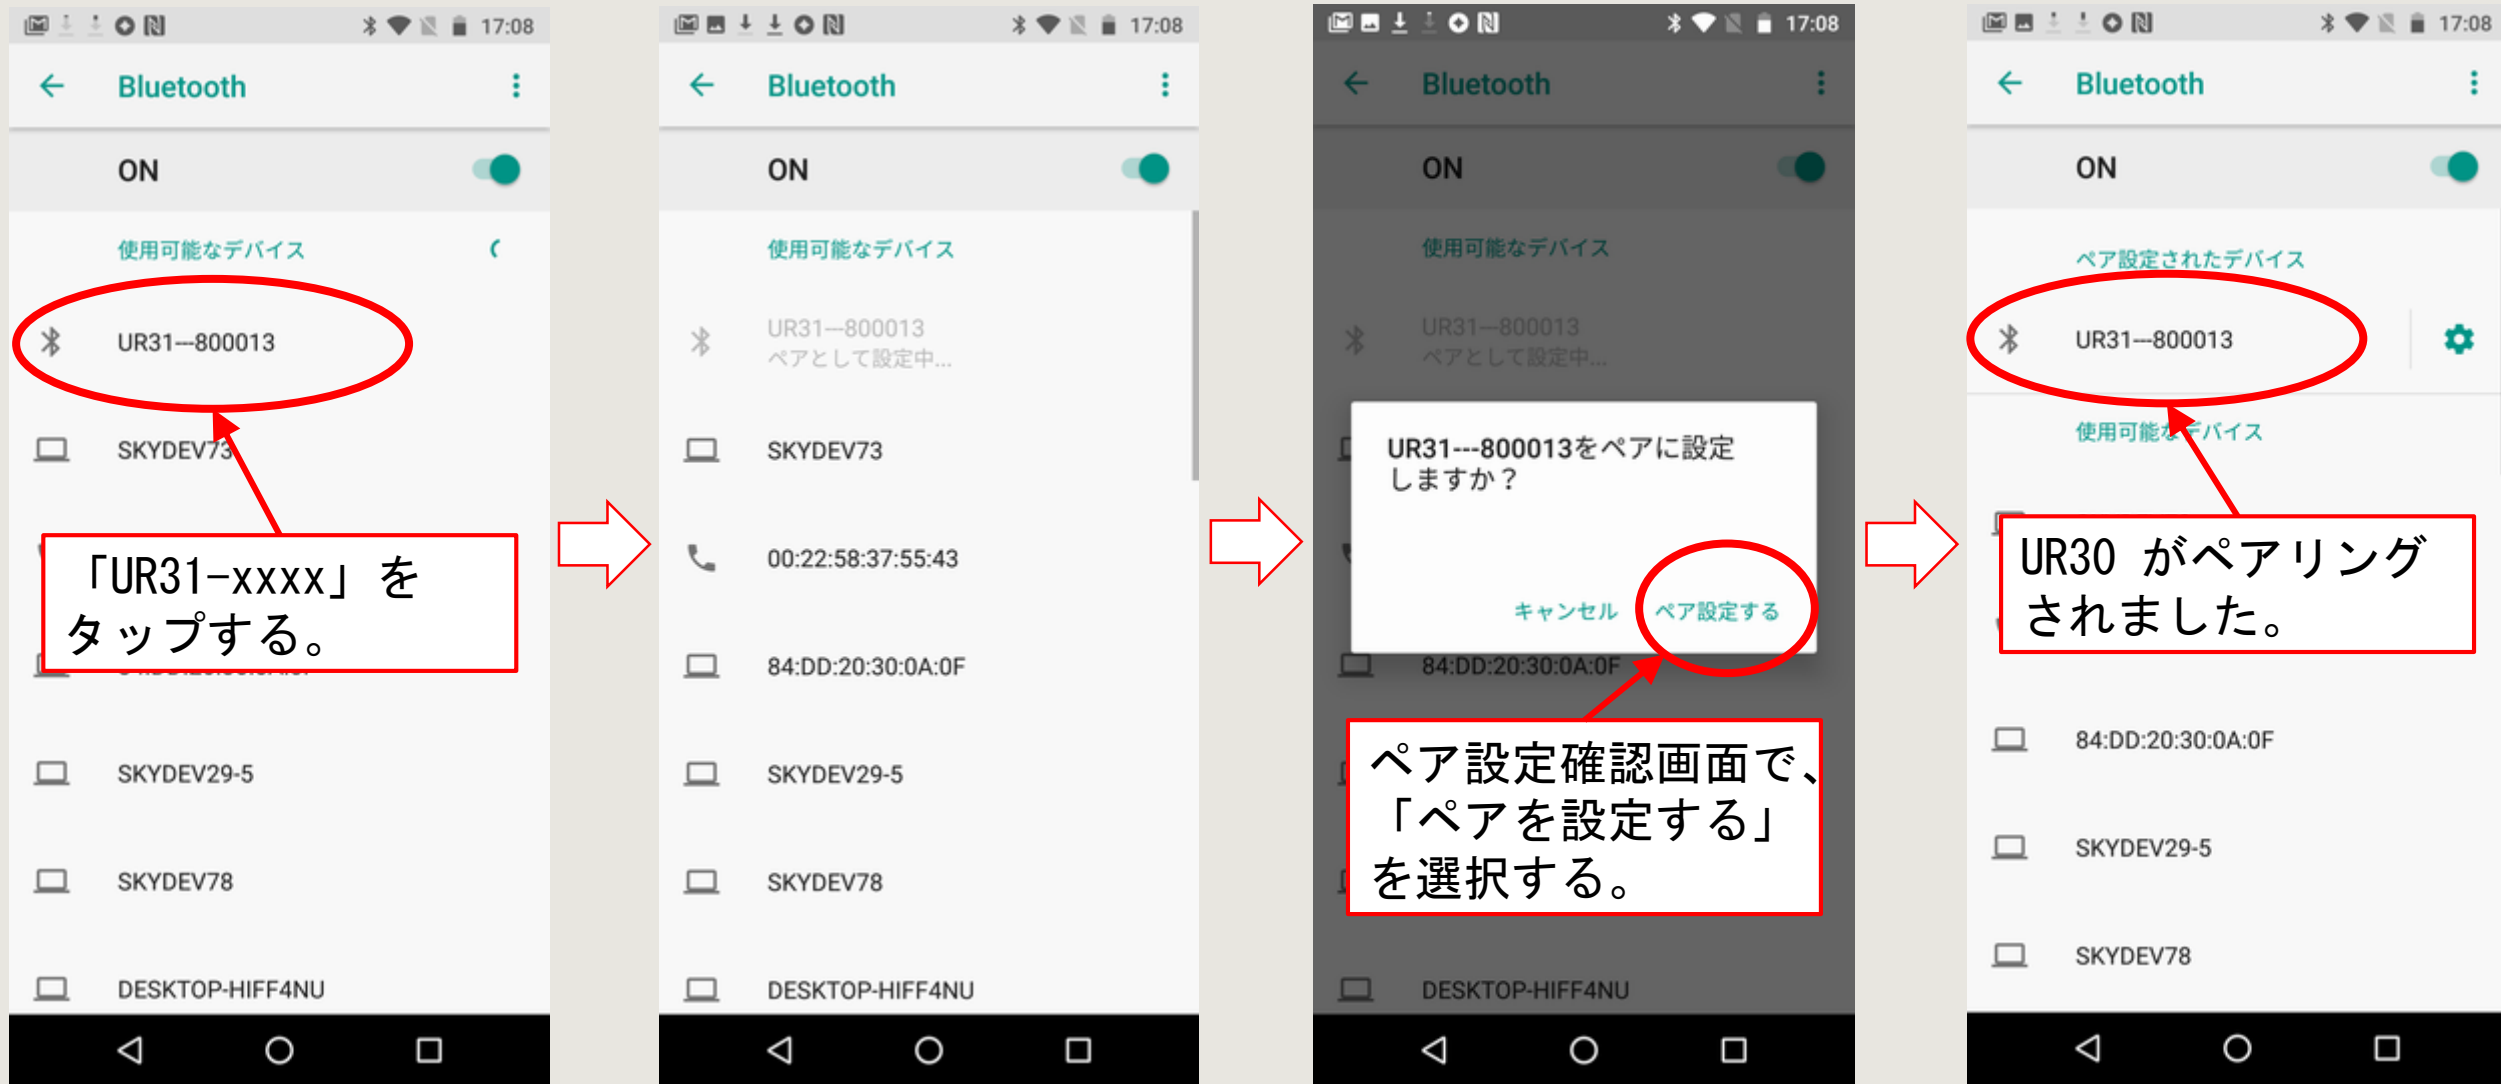 17:08
Bluetooth
ON
使用可能なデバイス
UR31---800013
SKYDEV73
「UR31-xxxx」を
タップする。
SKYDEV29-5
SKYDEV78
DESKTOP-HIFF4NU
17:08
Bluetooth
ON
使用可能なデバイス
UR31---800013
ペアとして設定中...
SKYDEV73
00:22:58:37:55:43
84:DD:20:30:0A:0F
SKYDEV29-5
SKYDEV78
DESKTOP-HIFF4NU
17:08
Bluetooth
ON
使用可能なデバイス
UR31---800013
ペアとして設定中...
UR31---800013をペアに設定
しますか？
キャンセル ペア設定する
84:DD:20:30:0A:0F
ペア設定確認画面で、
「ペアを設定する」
を選択する。
DESKTOP-HIFF4NU
17:08
Bluetooth
ON
ペア設定されたデバイス
UR31---800013
使用可能なデバイス
UR30 がペアリング
されました。
84:DD:20:30:0A:0F
SKYDEV29-5
SKYDEV78